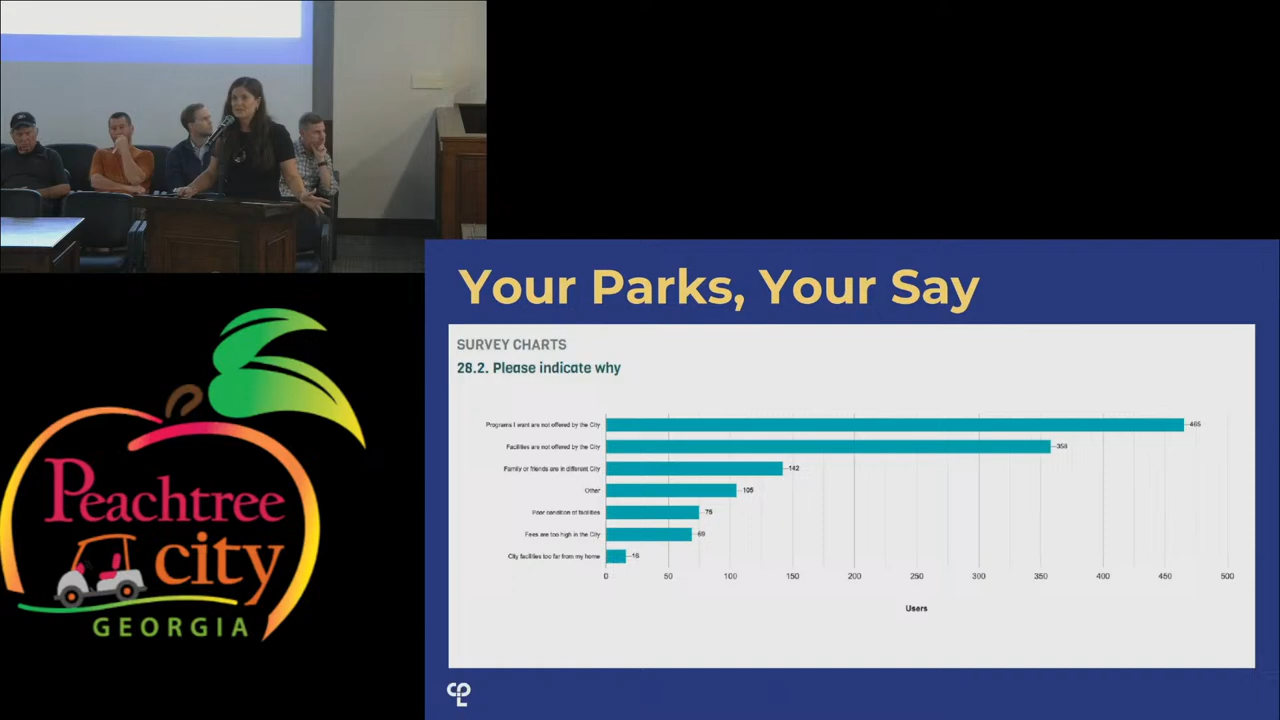 Your Parks, Your Say
SURVEY CHARTS
28.2. Please indicate why
Programs I want are not offered by the City
465
Facilities are not offered by the City
358
Family or friends are in different City
142
Other
105
Poor condition of facilities
75
Fees are too high in the City
69
City facilities too far from my home
16
0 50 100 150 200 250 300 350 400 450 500
Users
Peachtree
city
GEORGIA
CPL